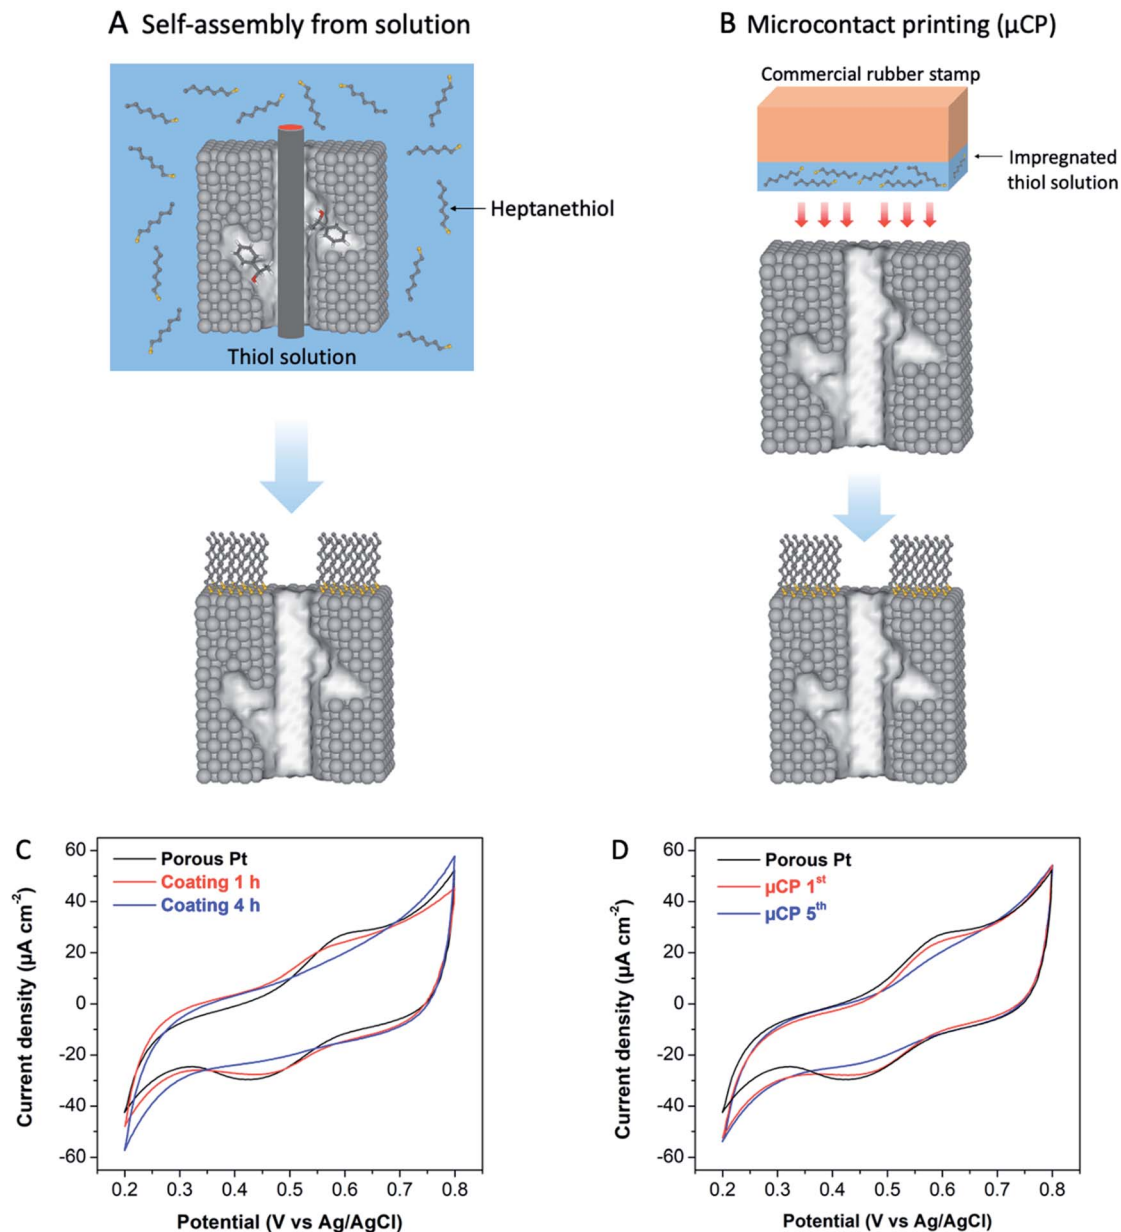 A Self-assembly from solution
B Microcontact printing (μCP)
Commercial rubber stamp
Impregnated
thiol solution
Heptanethiol
Thiol solution
C
60
40
20
0
-20
-40
-60
Current density (μA cm⁻²)
Porous Pt
Coating 1 h
Coating 4 h
0.2 0.3 0.4 0.5 0.6 0.7 0.8
Potential (V vs Ag/AgCl)
D
60
40
20
0
-20
-40
-60
Current density (μA cm⁻²)
Porous Pt
μCP 1ˢᵗ
μCP 5ᵗʰ
0.2 0.3 0.4 0.5 0.6 0.7 0.8
Potential (V vs Ag/AgCl)